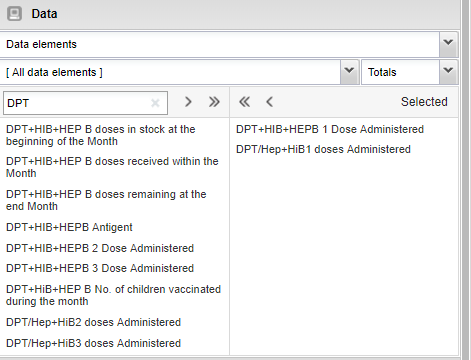 Data
Data elements
[ All data elements ]
Totals
DPT
Selected
DPT+HIB+HEP B doses in stock at the
beginning of the Month
DPT+HIB+HEP B doses received within the
Month
DPT+HIB+HEP B doses remaining at the
end Month
DPT+HIB+HEPB Antigent
DPT+HIB+HEPB 2 Dose Administered
DPT+HIB+HEPB 3 Dose Administered
DPT+HiB+HEP B No. of children vaccinated
during the month
DPT/Hep+HiB2 doses Administered
DPT/Hep+HiB3 doses Administered
DPT+HIB+HEPB 1 Dose Administered
DPT/Hep+HiB1 doses Administered